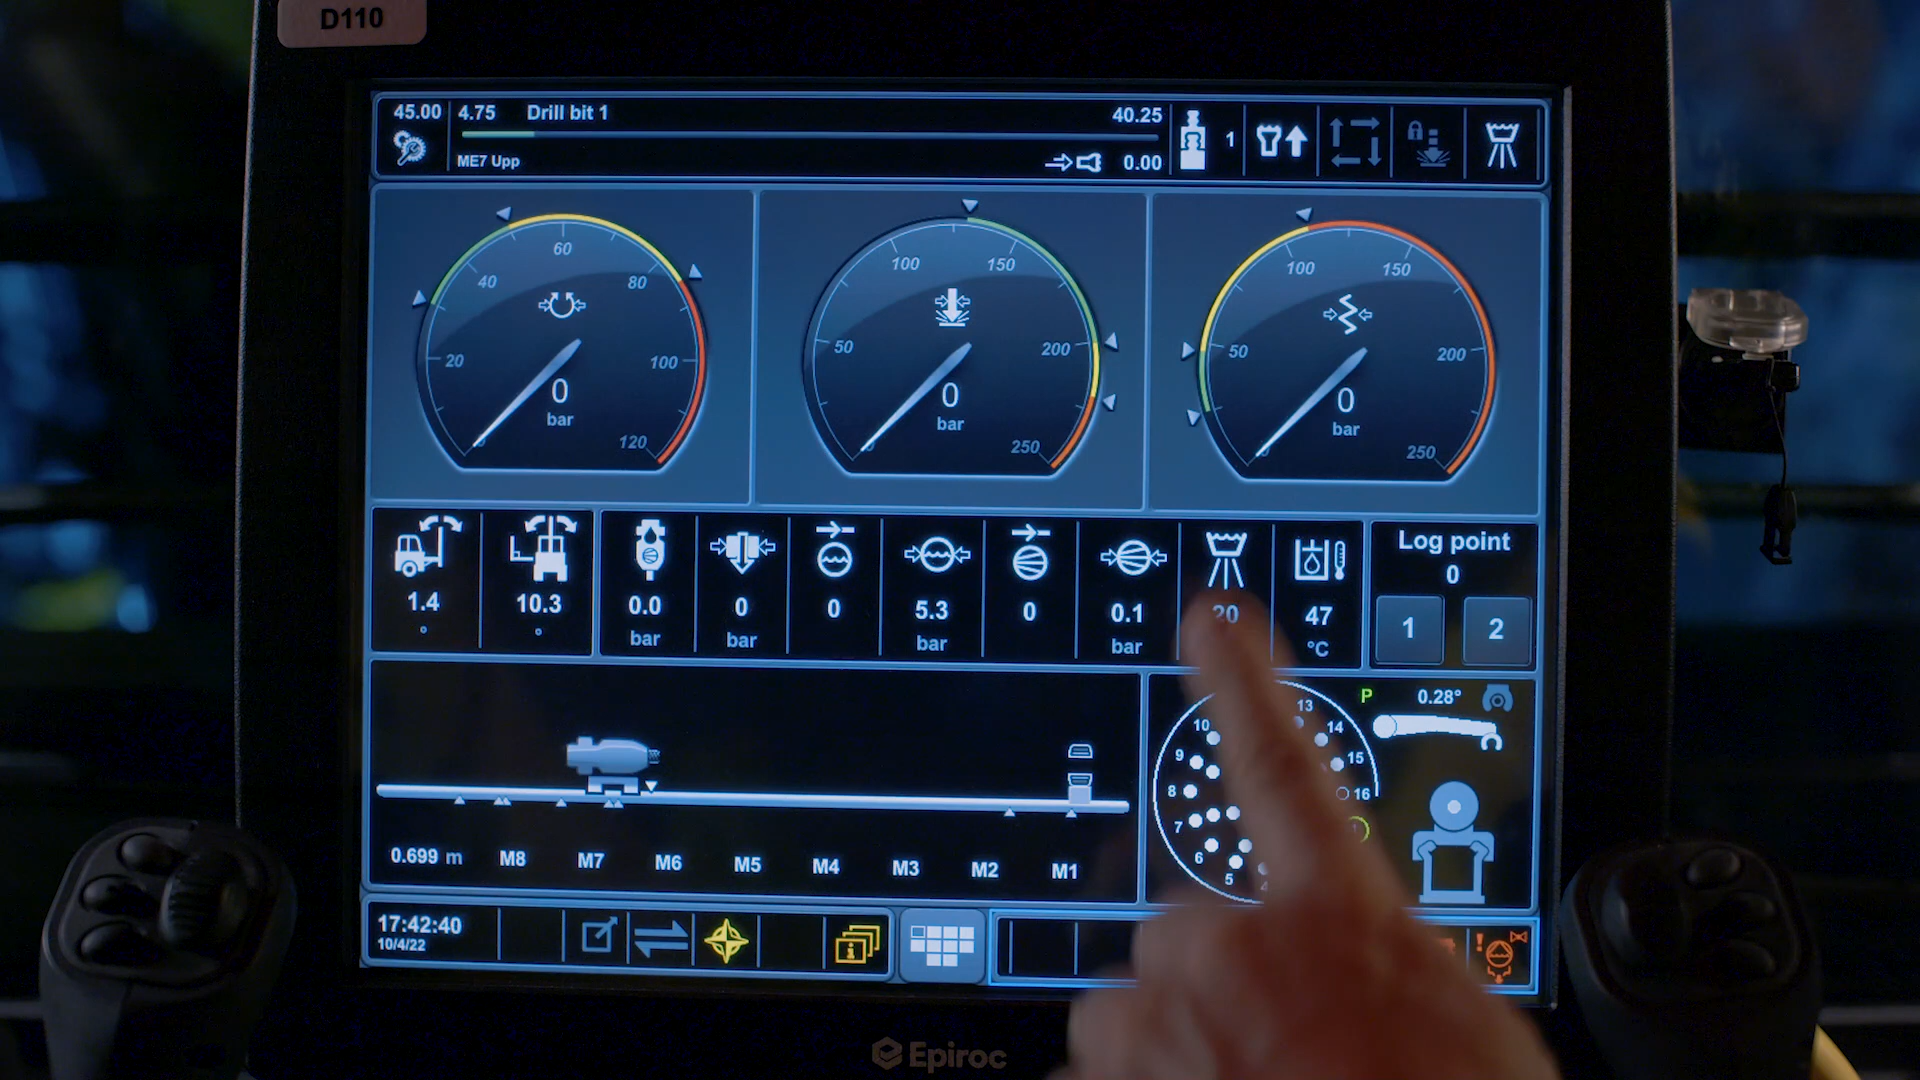 D110
45.00 4.75 Drill bit 1 40.25
ME7 Upp 0.00
1
20 40 60 80 100 120
0
bar
0 50 100 150 200 250
0
bar
0 50 100 150 200 250
0
bar
1.4 10.3 0.0 0 0 5.3 0 0.1 20 47
° ° bar bar bar bar °C
Log point
0
1 2
0.699 m M8 M7 M6 M5 M4 M3 M2 M1
10 9 8 7 6 5 4 13 14 15 16
P 0.28°
17:42:40
10/4/22
Epiroc